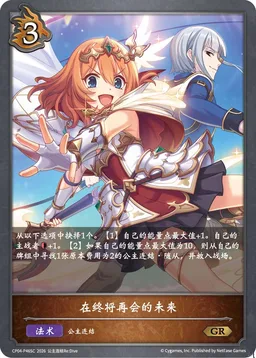 3
从以下选项中抉择1个。【1】自己的能量点最大值+1。自己的
主战者+1。【2】如果自己的能量点最大值为10，则从自己的
牌组中寻找1张原本费用为2的公主连结·随从，并放入战场。
在终将再会的未来
法术 公主连结 GR
© Cygames, Inc. Published by NetEase Games